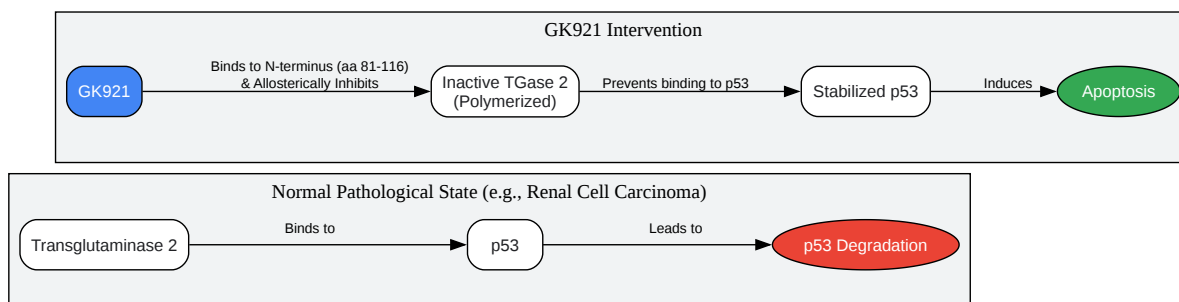 GK921 Intervention
GK921
Binds to N-terminus (aa 81-116)
& Allosterically Inhibits
Inactive TGase 2
(Polymerized)
Prevents binding to p53
Stabilized p53
Induces
Apoptosis
Normal Pathological State (e.g., Renal Cell Carcinoma)
Transglutaminase 2
Binds to
p53
Leads to
p53 Degradation